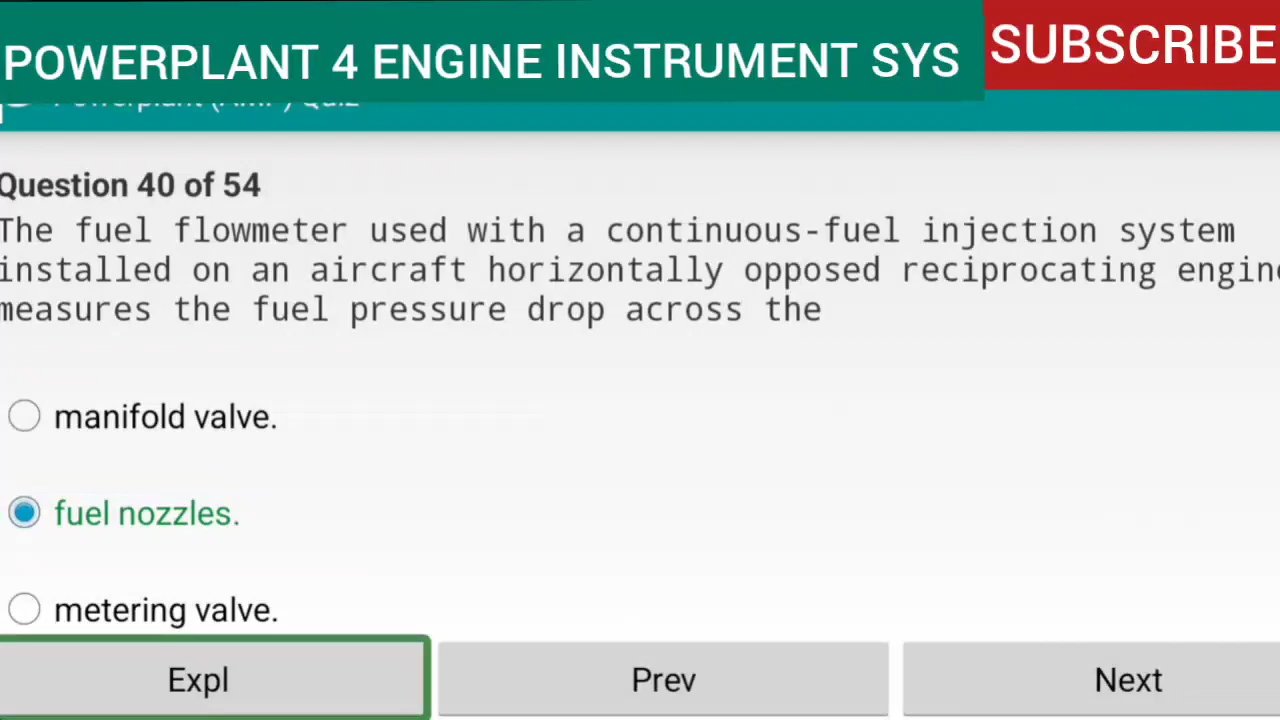 POWERPLANT 4 ENGINE INSTRUMENT SYS
SUBSCRIBE
Question 40 of 54
The fuel flowmeter used with a continuous-fuel injection system
installed on an aircraft horizontally opposed reciprocating engine
measures the fuel pressure drop across the
manifold valve.
fuel nozzles.
metering valve.
Expl
Prev
Next